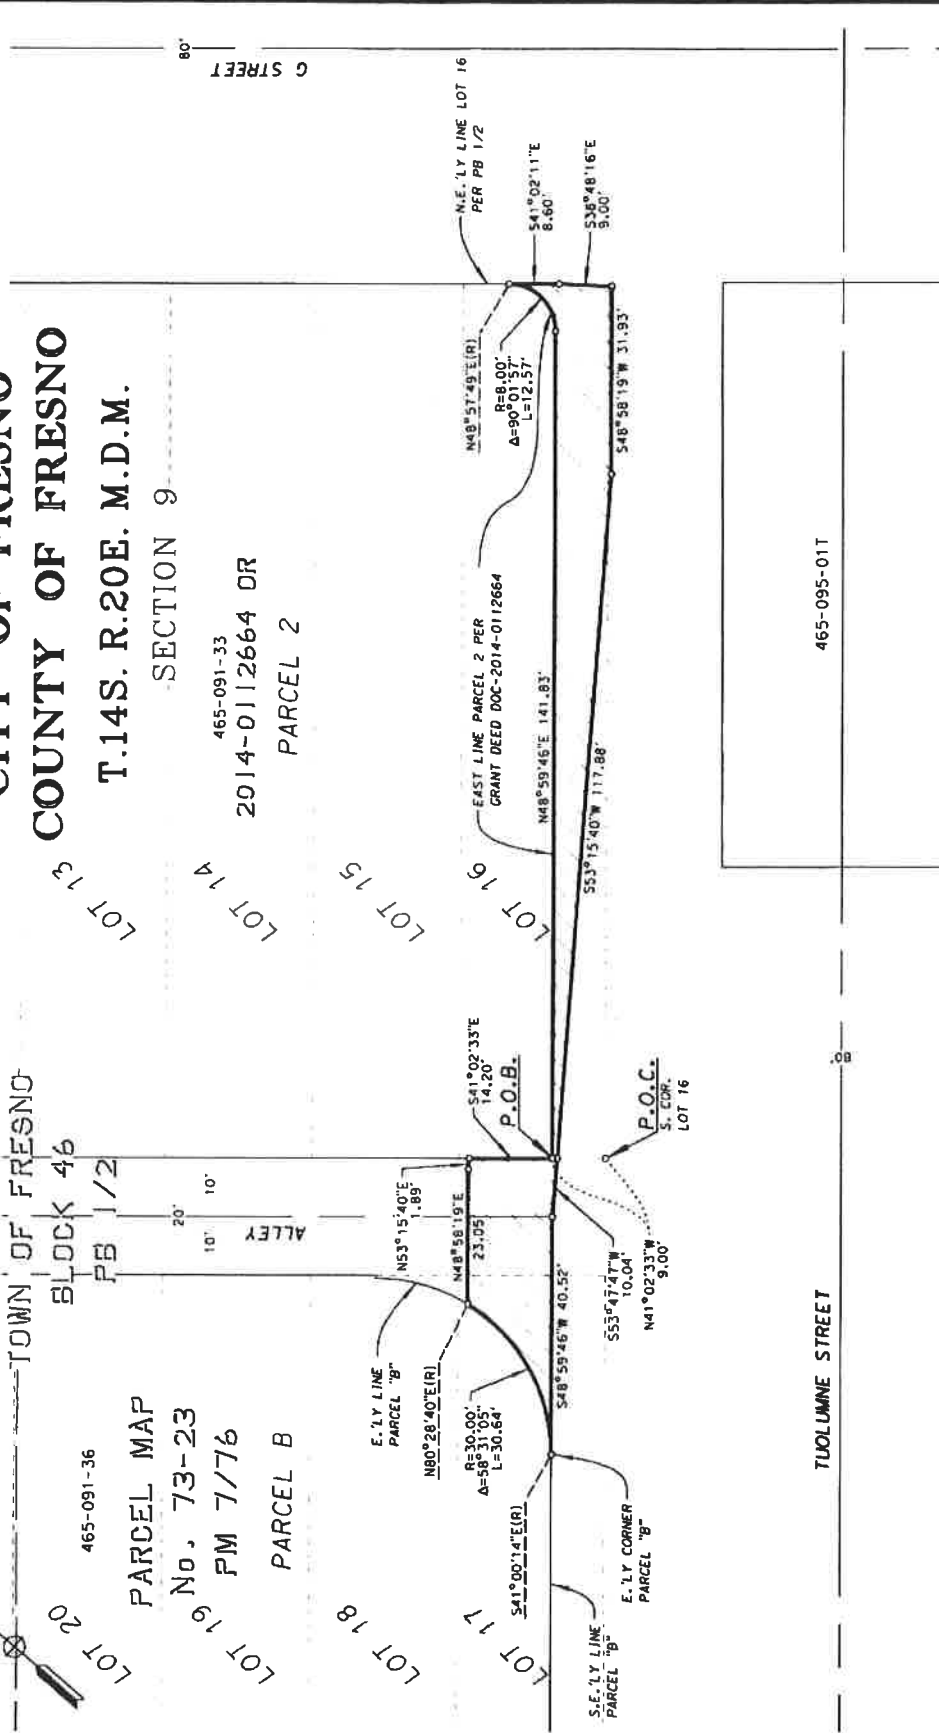 CITY OF FRESNO
COUNTY OF FRESNO
T.14S. R.20E. M.D.M.
SECTION 9
TOWN OF FRESNO
BLOCK 46
PB 1/2
465-091-36
PARCEL MAP
No. 73-23
PM 7/76
PARCEL B
LOT 20
LOT 19
LOT 18
LOT 17
20'
10'
10'
ALLEY
LOT 13
LOT 14
LOT 15
LOT 16
465-091-33
2014-0112664 OR
PARCEL 2
80'
G STREET
N.E.'LY LINE LOT 16
PER PB 1/2
S41°02'11"E
8.60'
S38°48'16"E
9.00'
N48°57'49"E(R)
R=8.00'
Δ=90°01'57"
L=12.57'
S48°58'19"W 31.93'
EAST LINE PARCEL 2 PER
GRANT DEED DOC-2014-0112664
N48°59'46"E 141.83'
S53°15'40"W 117.88'
S41°02'33"E
14.20'
P.O.B.
P.O.C.
S. COR.
LOT 16
N53°15'40"E
1.89'
N48°58'19"E
23.05'
E.'LY LINE
PARCEL "B"
N80°28'40"E(R)
R=30.00'
Δ=58°31'05"
L=30.64'
S41°00'14"E(R)
S48°59'46"W 40.52'
S53°47'47"W
10.04'
N41°02'33"W
9.00'
E.'LY CORNER
PARCEL "B"
S.E.'LY LINE
PARCEL "B"
TUOLUMNE STREET
80'
465-095-01T